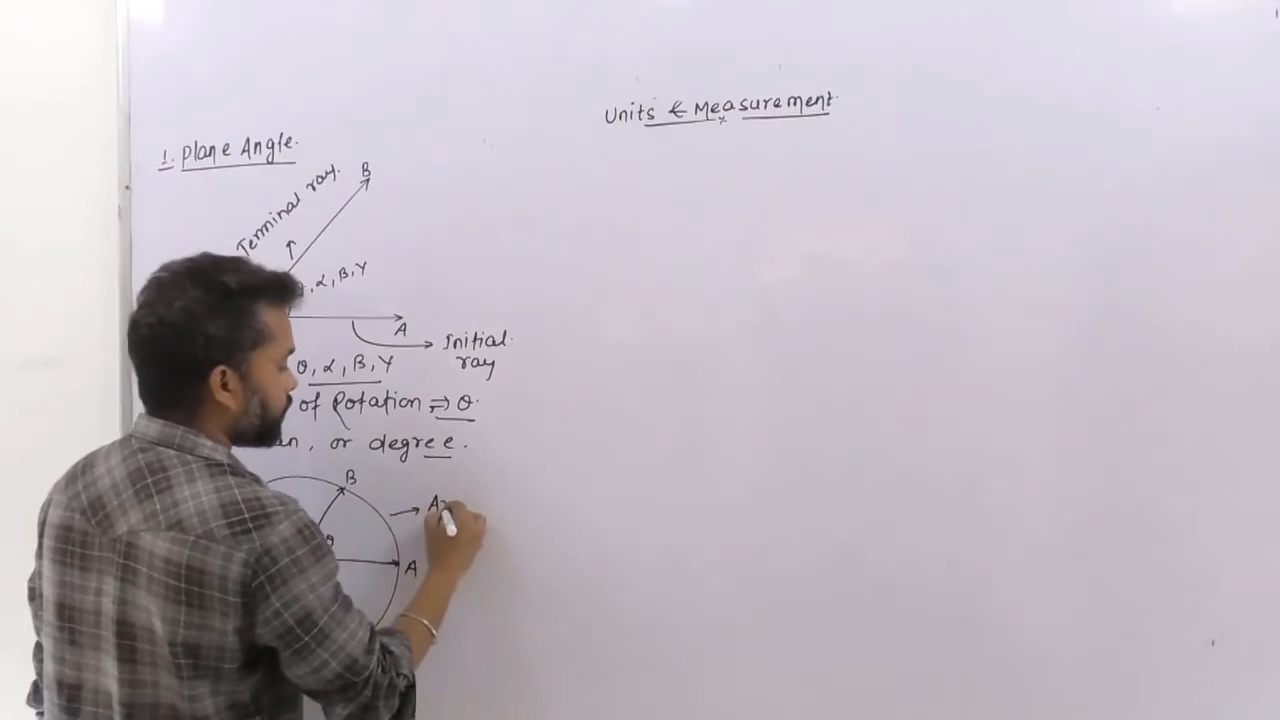 Units & Measurement.
1. Plane Angle.
Terminal ray.
B
α, β, γ
A
Initial
ray
θ, α, β, γ
of Rotation, ⇒ θ.
or degree.
B
θ
A